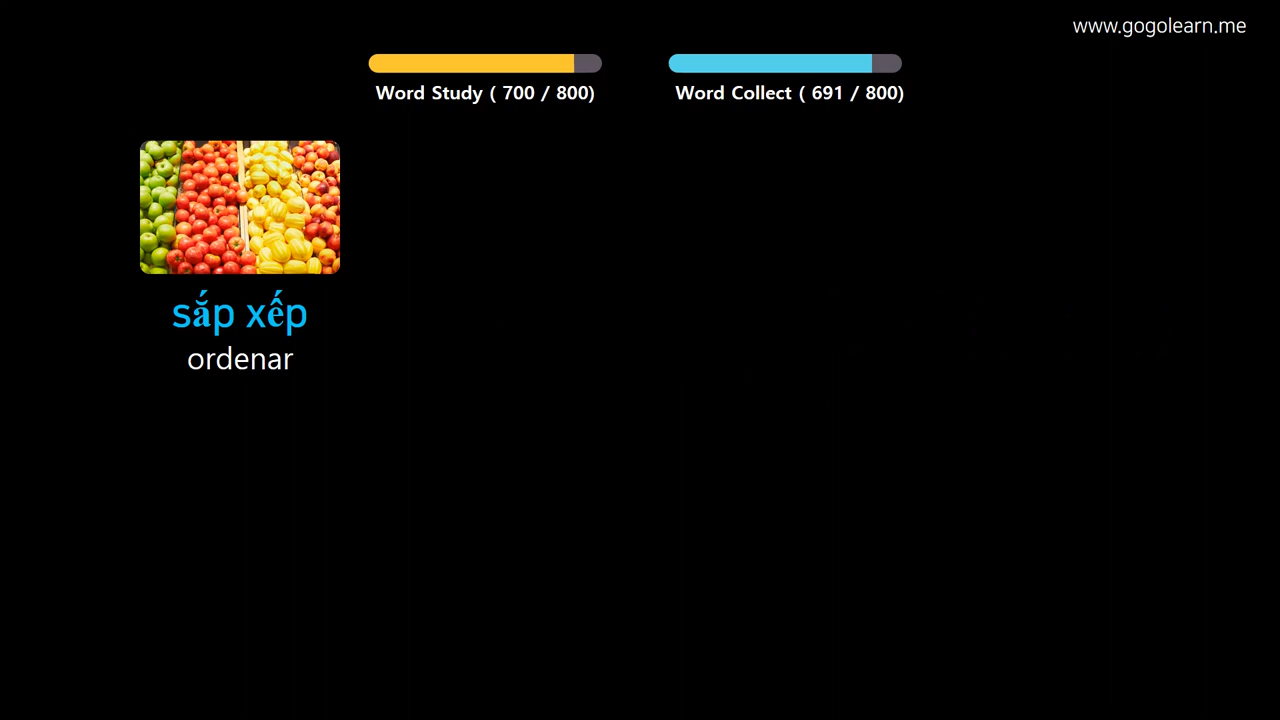 www.gogolearn.me
Word Study ( 700 / 800)
Word Collect ( 691 / 800)
sắp xếp
ordenar